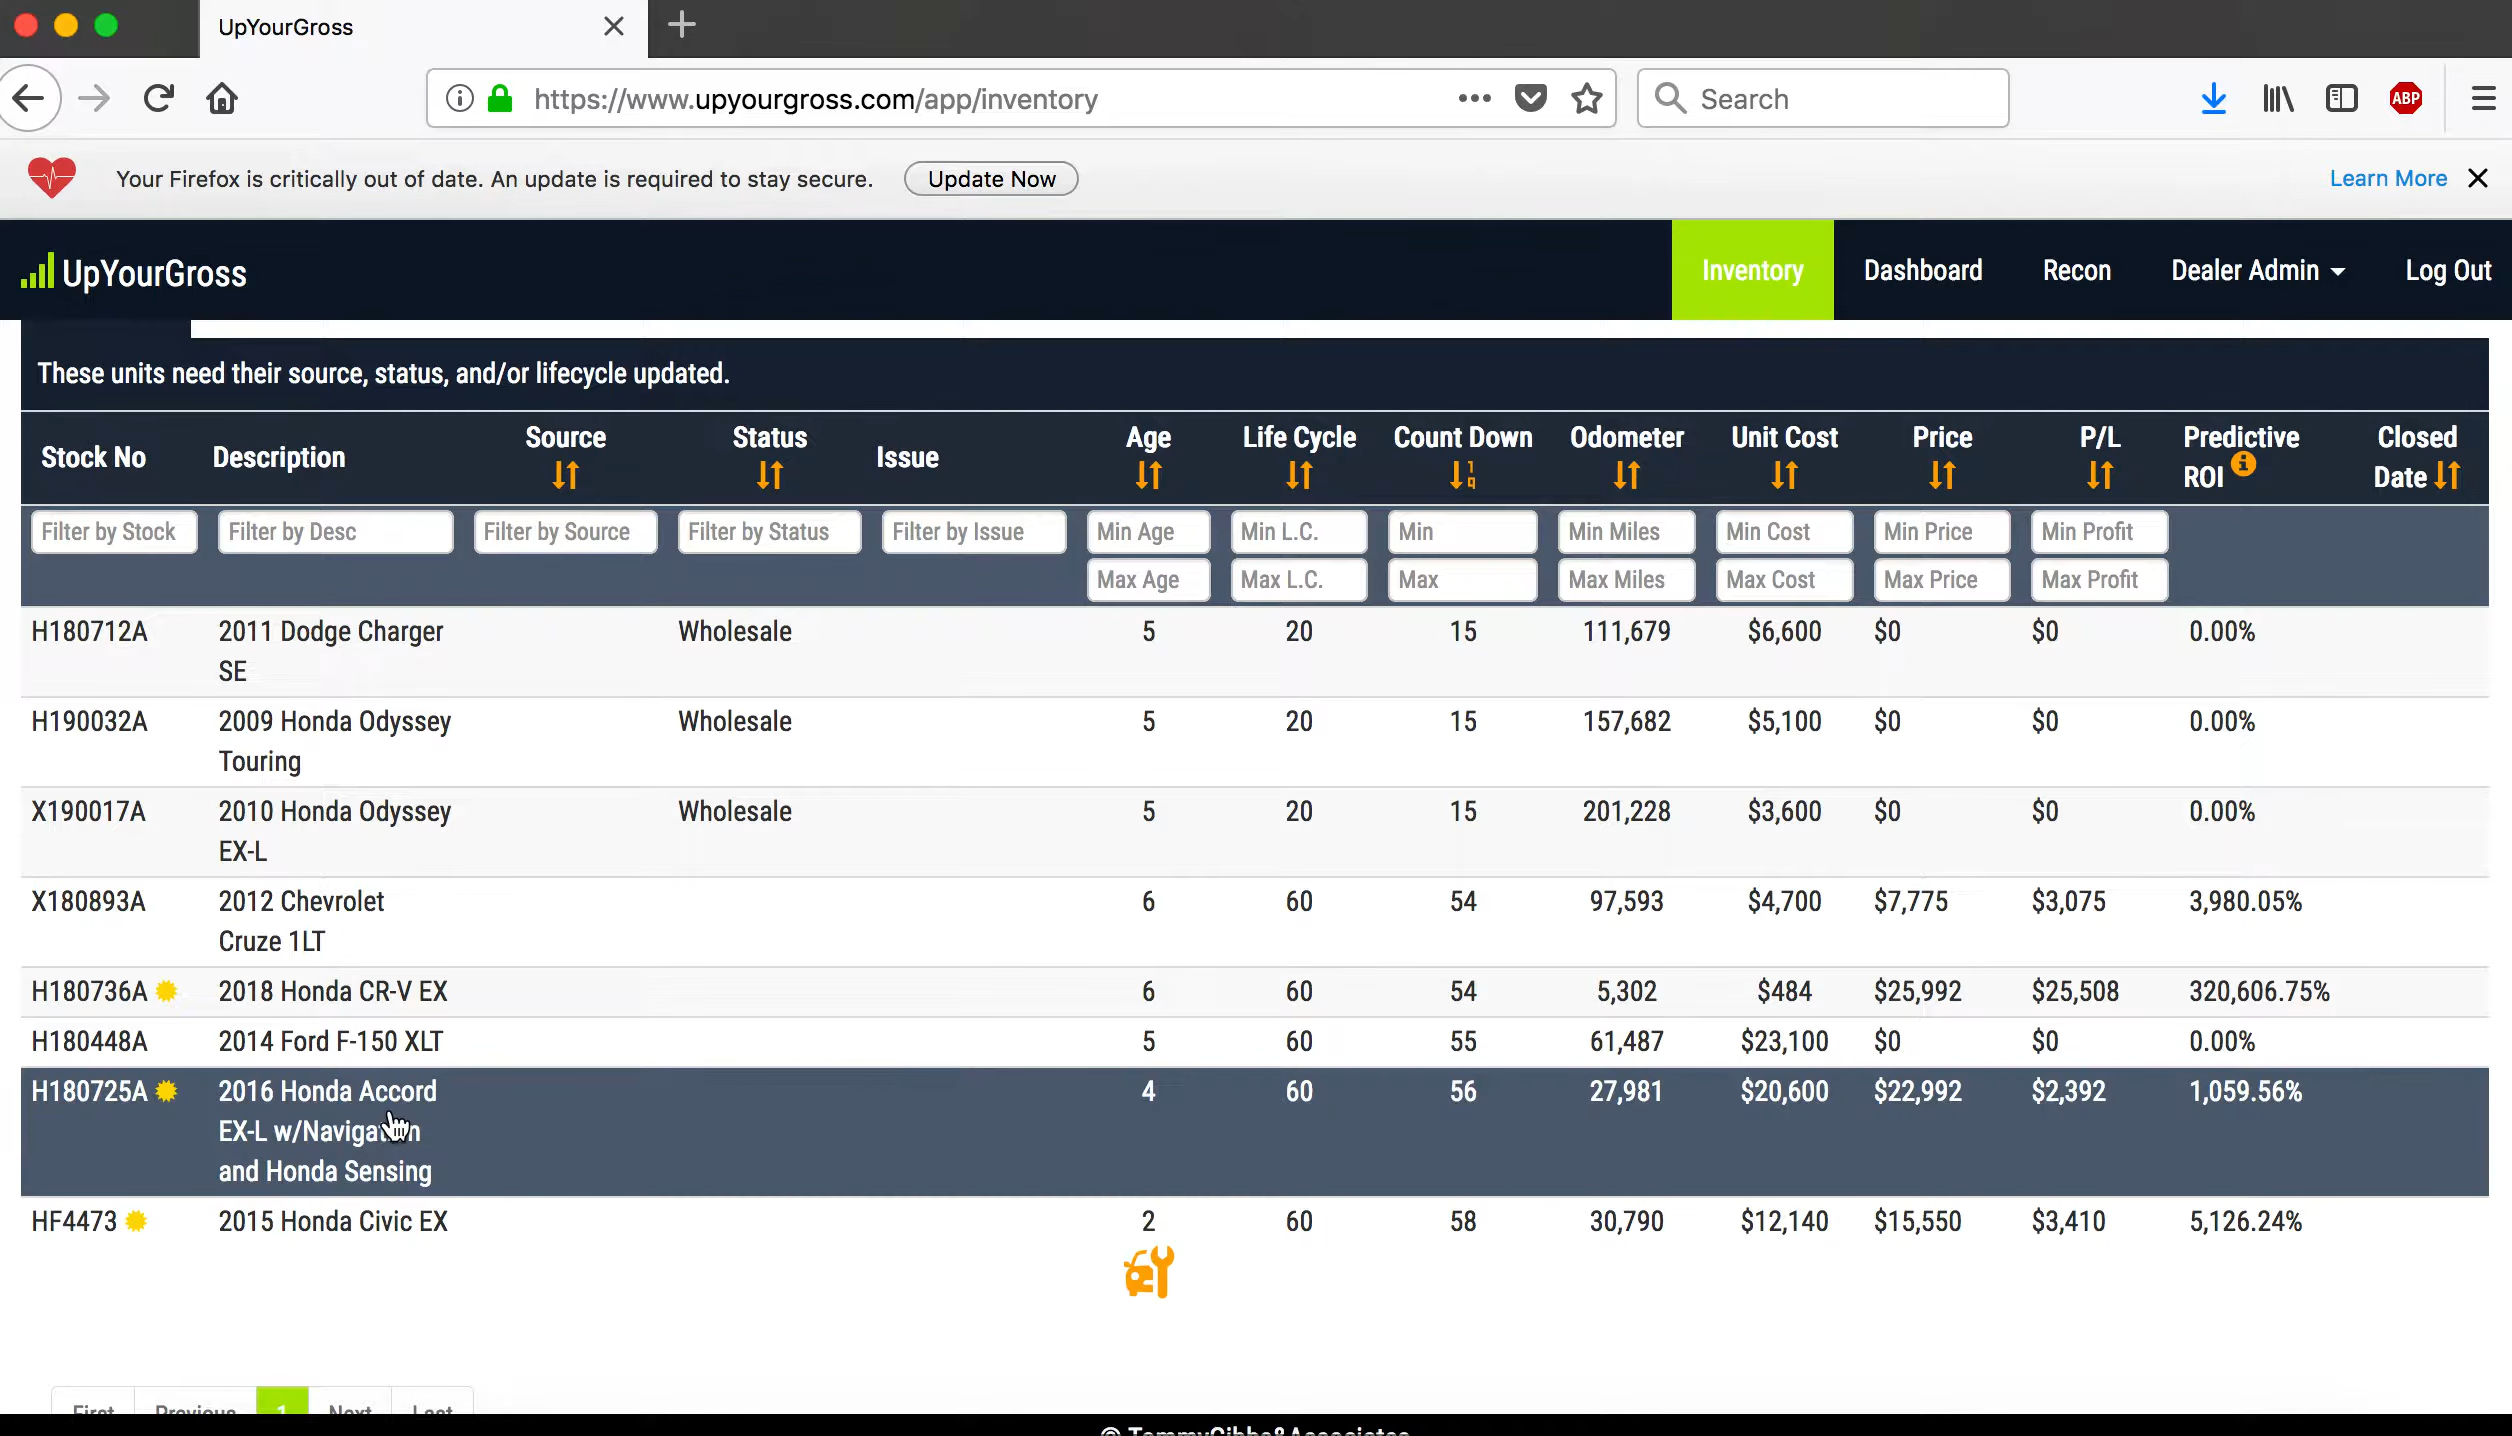 UpYourGross
https://www.upyourgross.com/app/inventory
Search
ABP
Your Firefox is critically out of date. An update is required to stay secure.
Update Now
Learn More
UpYourGross
Inventory
Dashboard
Recon
Dealer Admin
Log Out
These units need their source, status, and/or lifecycle updated.
Stock No Description Source Status Issue Age Life Cycle Count Down Odometer Unit Cost Price P/L Predictive ROI Closed Date
Filter by Stock Filter by Desc Filter by Source Filter by Status Filter by Issue Min Age Min L.C. Min Min Miles Min Cost Min Price Min Profit
Max Age Max L.C. Max Max Miles Max Cost Max Price Max Profit
H180712A 2011 Dodge Charger Wholesale 5 20 15 111,679 $6,600 $0 $0 0.00%
SE
H190032A 2009 Honda Odyssey Wholesale 5 20 15 157,682 $5,100 $0 $0 0.00%
Touring
X190017A 2010 Honda Odyssey Wholesale 5 20 15 201,228 $3,600 $0 $0 0.00%
EX-L
X180893A 2012 Chevrolet 6 60 54 97,593 $4,700 $7,775 $3,075 3,980.05%
Cruze 1LT
H180736A 2018 Honda CR-V EX 6 60 54 5,302 $484 $25,992 $25,508 320,606.75%
H180448A 2014 Ford F-150 XLT 5 60 55 61,487 $23,100 $0 $0 0.00%
H180725A 2016 Honda Accord 4 60 56 27,981 $20,600 $22,992 $2,392 1,059.56%
EX-L w/Navigation
and Honda Sensing
HF4473 2015 Honda Civic EX 2 60 58 30,790 $12,140 $15,550 $3,410 5,126.24%
First Previous 1 Next Last
© TommyGibbs&Associates